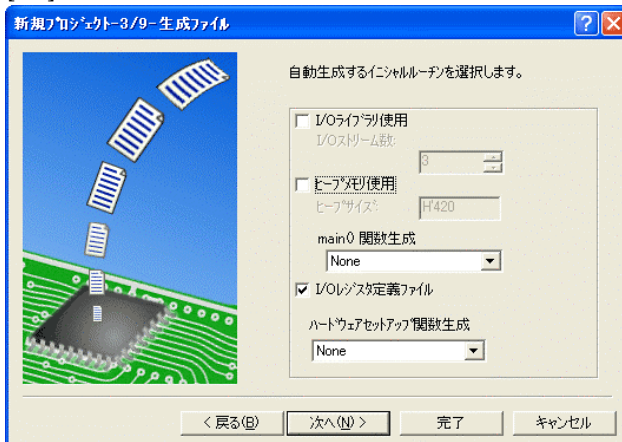 新規ﾌﾟﾛｼﾞｪｸﾄ-3/9-生成ﾌｧｲﾙ
自動生成するｲﾆｼｬﾙﾙｰﾁﾝを選択します。
I/Oﾗｲﾌﾞﾗﾘ使用
I/Oｽﾄﾘｰﾑ数:
3
ﾋｰﾌﾟﾒﾓﾘ使用
ﾋｰﾌﾟｻｲｽﾞ:
H'420
main() 関数生成
None
I/Oﾚｼﾞｽﾀ定義ﾌｧｲﾙ
ﾊｰﾄﾞｳｪｱｾｯﾄｱｯﾌﾟ関数生成
None
< 戻る(B) 次へ(N) > 完了 ｷｬﾝｾﾙ